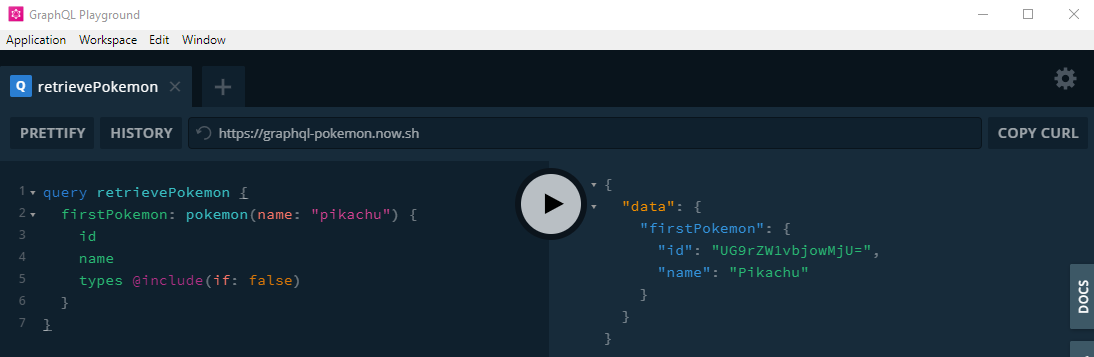 GraphQL Playground
Application Workspace Edit Window
Q retrievePokemon
PRETTIFY HISTORY https://graphql-pokemon.now.sh COPY CURL
1 query retrievePokemon {
2 firstPokemon: pokemon(name: "pikachu") {
3 id
4 name
5 types @include(if: false)
6 }
7 }
{
"data": {
"firstPokemon": {
"id": "UG9rZW1vbjowMjU=",
"name": "Pikachu"
}
}
}
DOCS